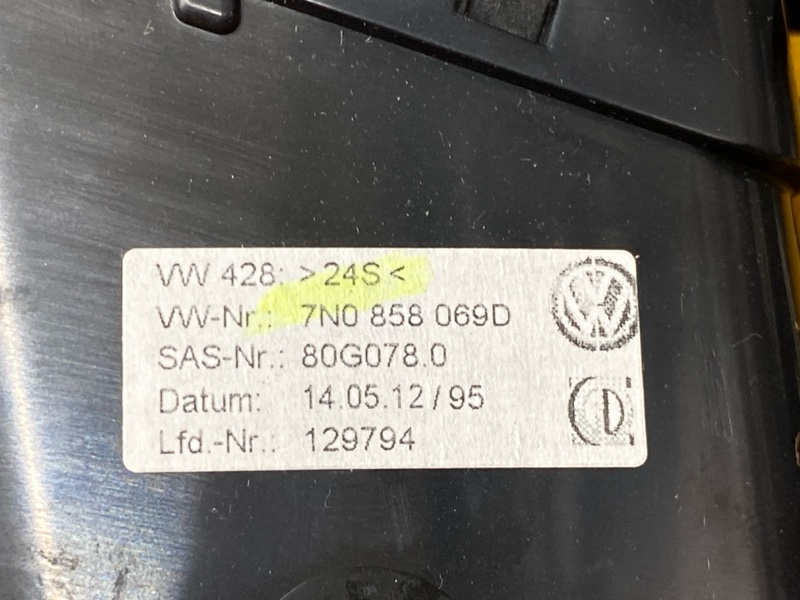 VW 428: >24S<
VW-Nr.: 7N0 858 069D
SAS-Nr.: 80G078.0
Datum: 14.05.12/95
Lfd.-Nr.: 129794